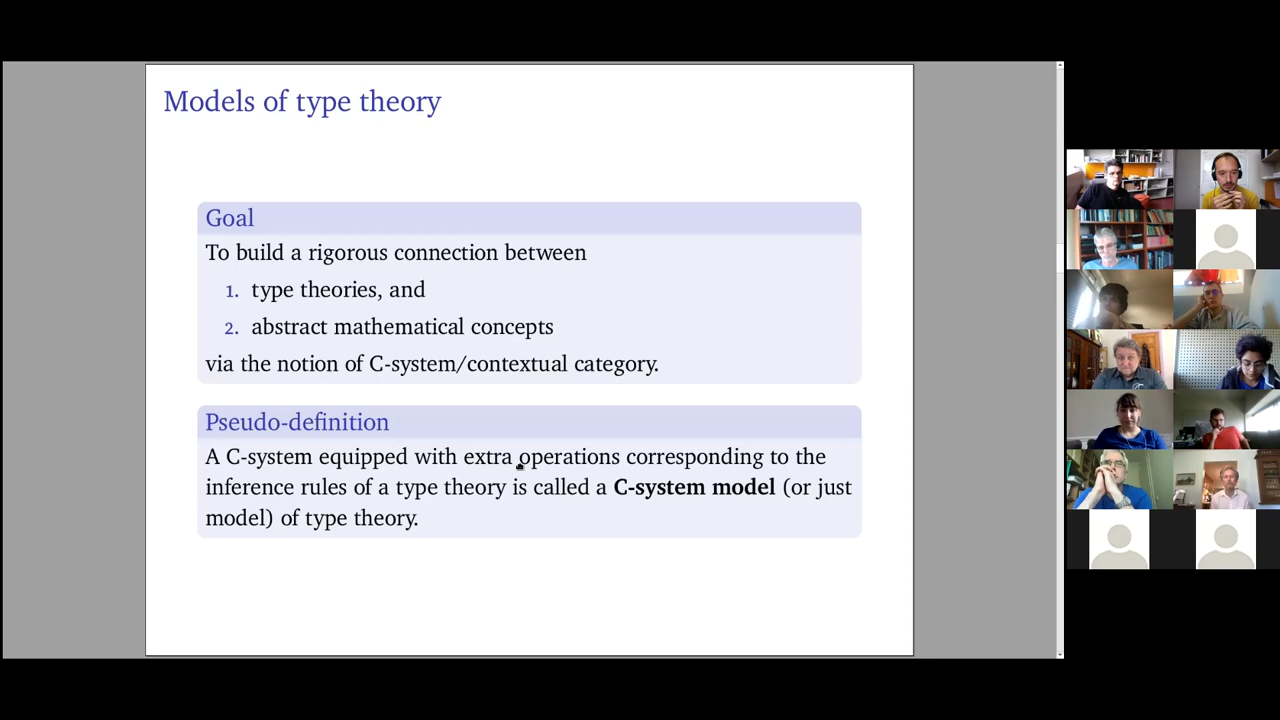 Models of type theory
Goal
To build a rigorous connection between
1. type theories, and
2. abstract mathematical concepts
via the notion of C-system/contextual category.
Pseudo-definition
A C-system equipped with extra operations corresponding to the
inference rules of a type theory is called a C-system model (or just
model) of type theory.